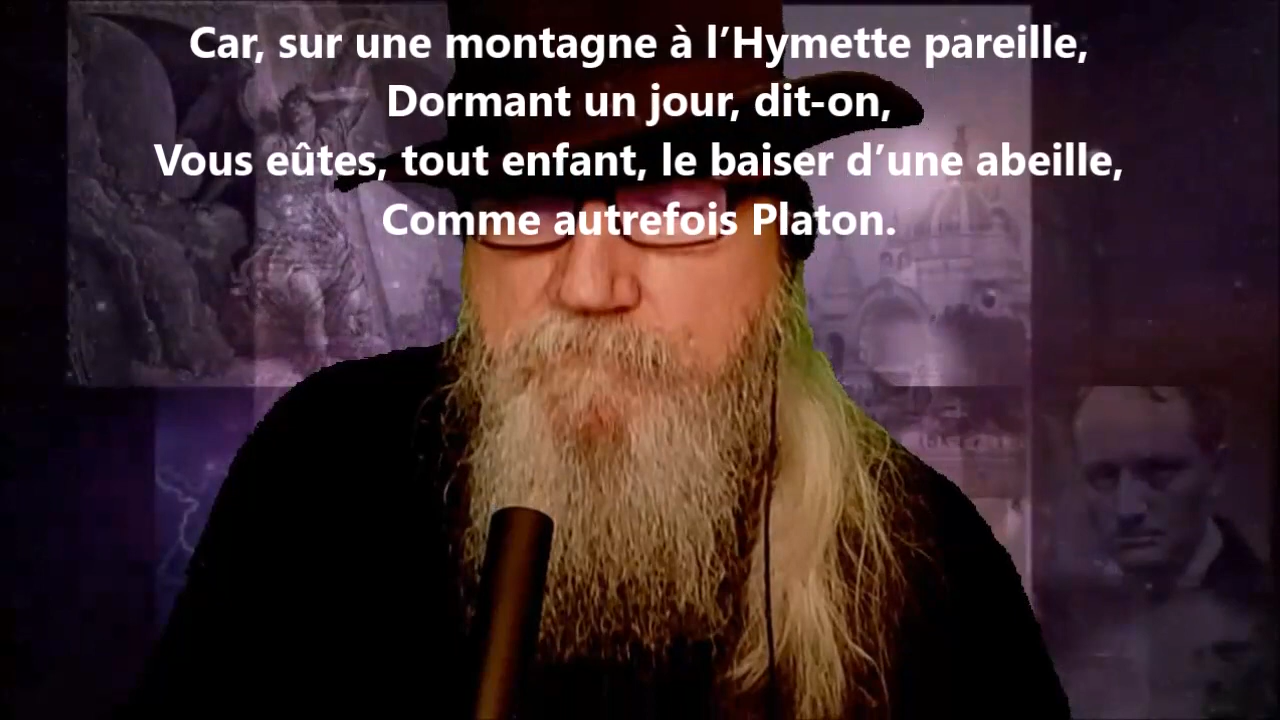 Car, sur une montagne à l’Hymette pareille,
Dormant un jour, dit-on,
Vous eûtes, tout enfant, le baiser d’une abeille,
Comme autrefois Platon.